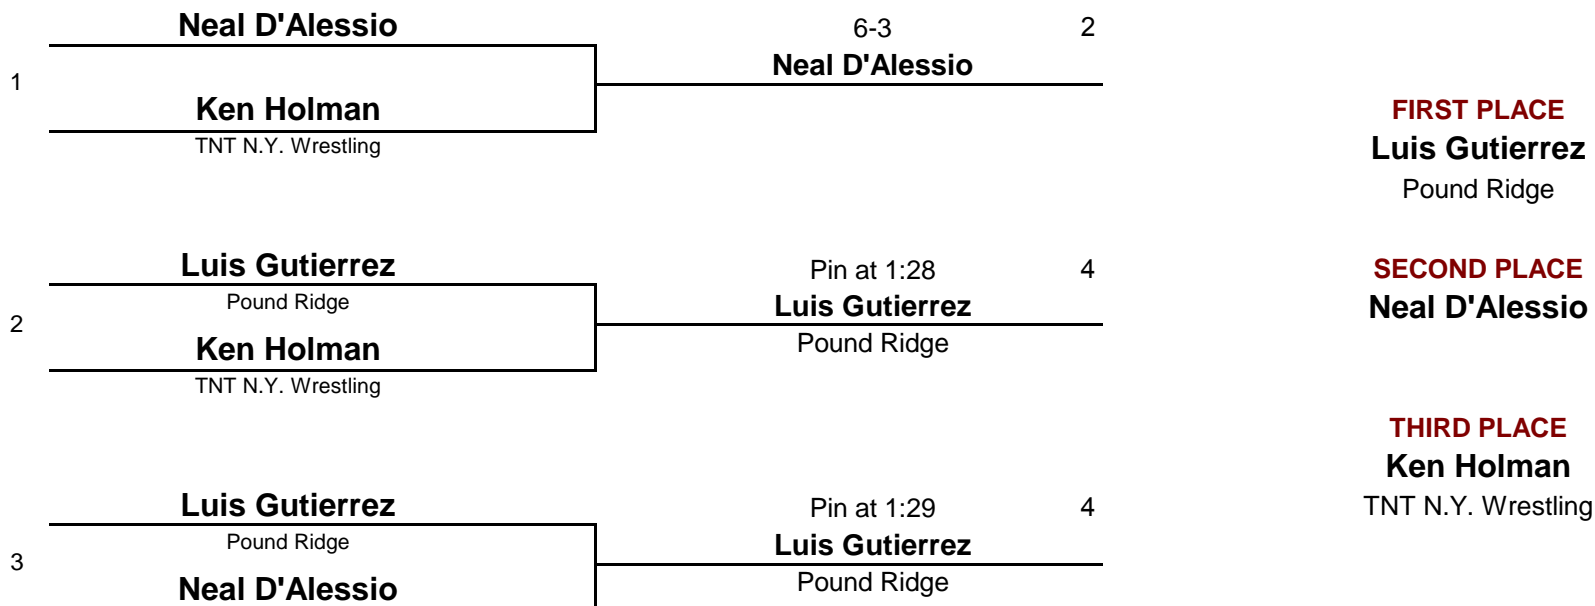 Neal D'Alessio
6-3 2
Neal D'Alessio
1
Ken Holman
TNT N.Y. Wrestling
FIRST PLACE
Luis Gutierrez
Pound Ridge
Luis Gutierrez
Pound Ridge
Pin at 1:28 4
Luis Gutierrez
Pound Ridge
2
Ken Holman
TNT N.Y. Wrestling
SECOND PLACE
Neal D'Alessio
THIRD PLACE
Ken Holman
TNT N.Y. Wrestling
Luis Gutierrez
Pound Ridge
Pin at 1:29 4
Luis Gutierrez
Pound Ridge
3
Neal D'Alessio